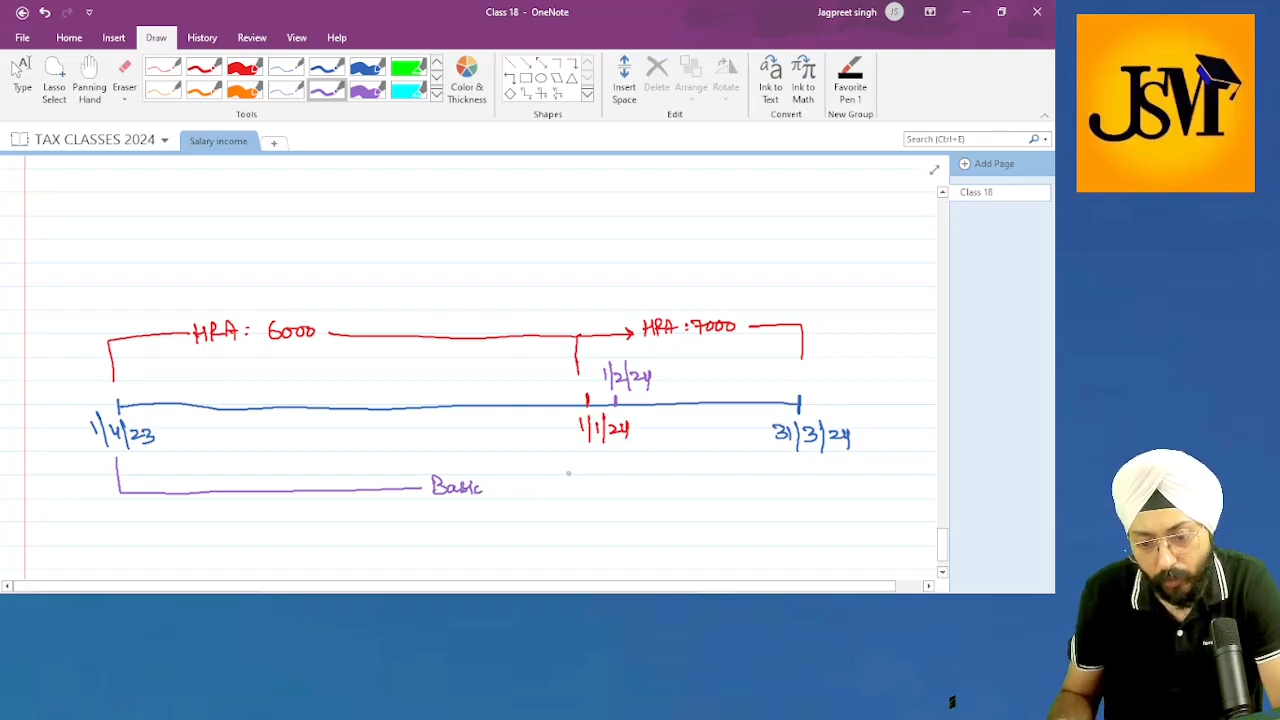 Class 18 - OneNote
Jagpreet singh JS
File Home Insert Draw History Review View Help
Type Lasso Select Panning Hand Eraser Color & Thickness Insert Space Delete Arrange Rotate Ink to Text Ink to Math Favorite Pen 1
Tools Shapes Edit Convert New Group
TAX CLASSES 2024 Salary income + Search (Ctrl+E)
Add Page
Class 18
JSM
HRA : 6000 HRA : 7000
1/2/24
1/4/23 1/1/24 31/3/24
Basic